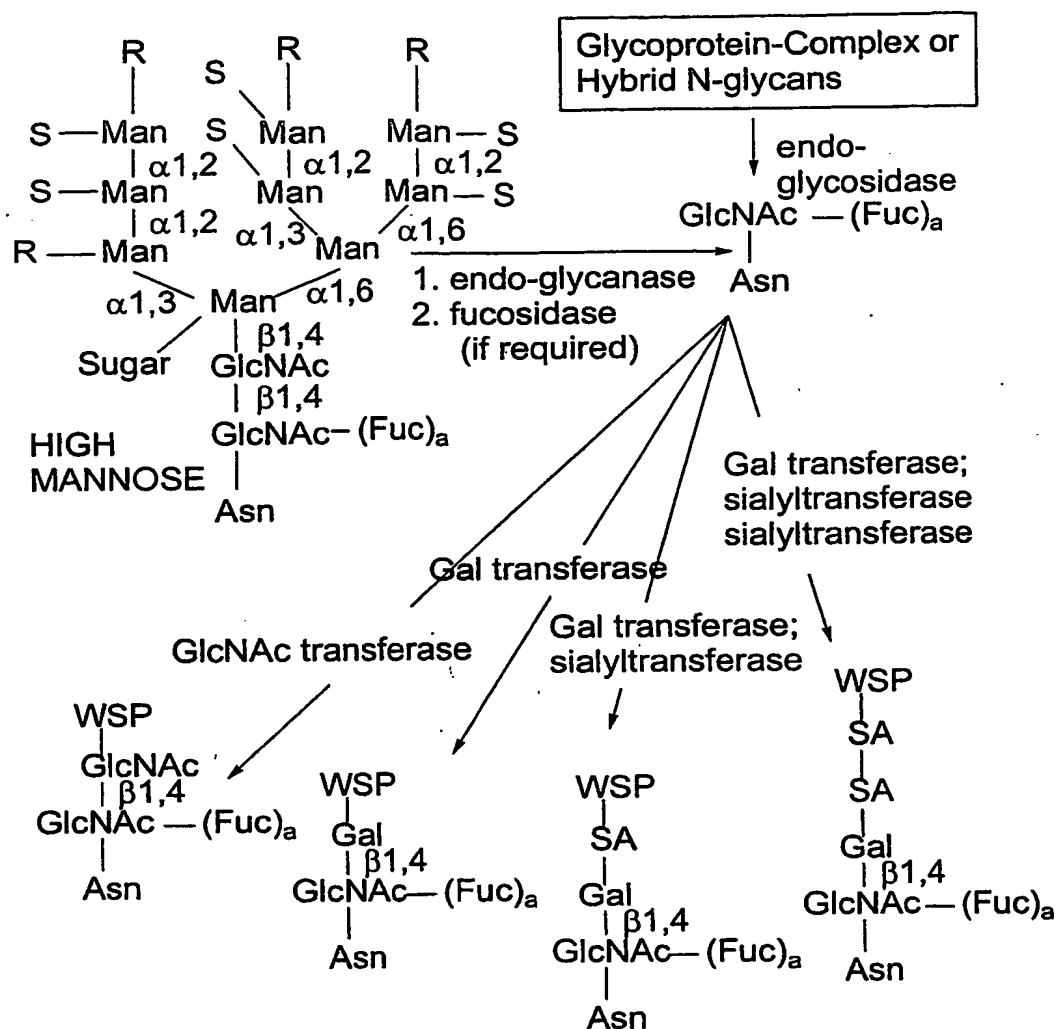 Glycoprotein-Complex or
Hybrid N-glycans
R
R
R
S
S—Man
S
Man
Man—S
α1,2
α1,2
α1,2
S—Man
Man
Man—S
α1,2
α1,3
α1,6
R—Man
Man
α1,3
Man
α1,6
β1,4
Sugar
GlcNAc
β1,4
GlcNAc—(Fuc)a
HIGH
MANNOSE
Asn
1. endo-glycanase
2. fucosidase
(if required)
endo-
glycosidase
GlcNAc—(Fuc)a
Asn
GlcNAc transferase
Gal transferase
Gal transferase;
sialyltransferase
Gal transferase;
sialyltransferase
sialyltransferase
WSP
GlcNAc
β1,4
GlcNAc—(Fuc)a
Asn
WSP
Gal
β1,4
GlcNAc—(Fuc)a
Asn
WSP
SA
Gal
β1,4
GlcNAc—(Fuc)a
Asn
WSP
SA
SA
Gal
β1,4
GlcNAc—(Fuc)a
Asn